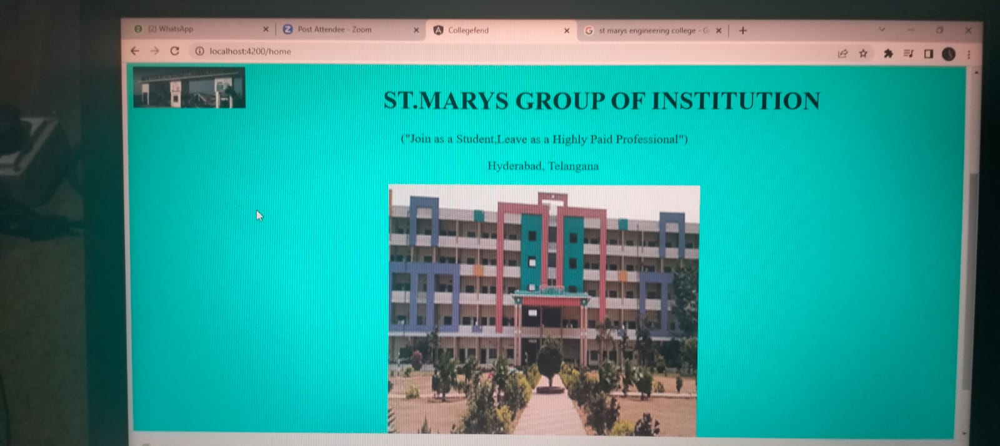 (2) WhatsApp
Post Attendee - Zoom
Collegefend
st marys engineering college - G
localhost:4200/home
ST.MARYS GROUP OF INSTITUTION
("Join as a Student,Leave as a Highly Paid Professional")
Hyderabad, Telangana